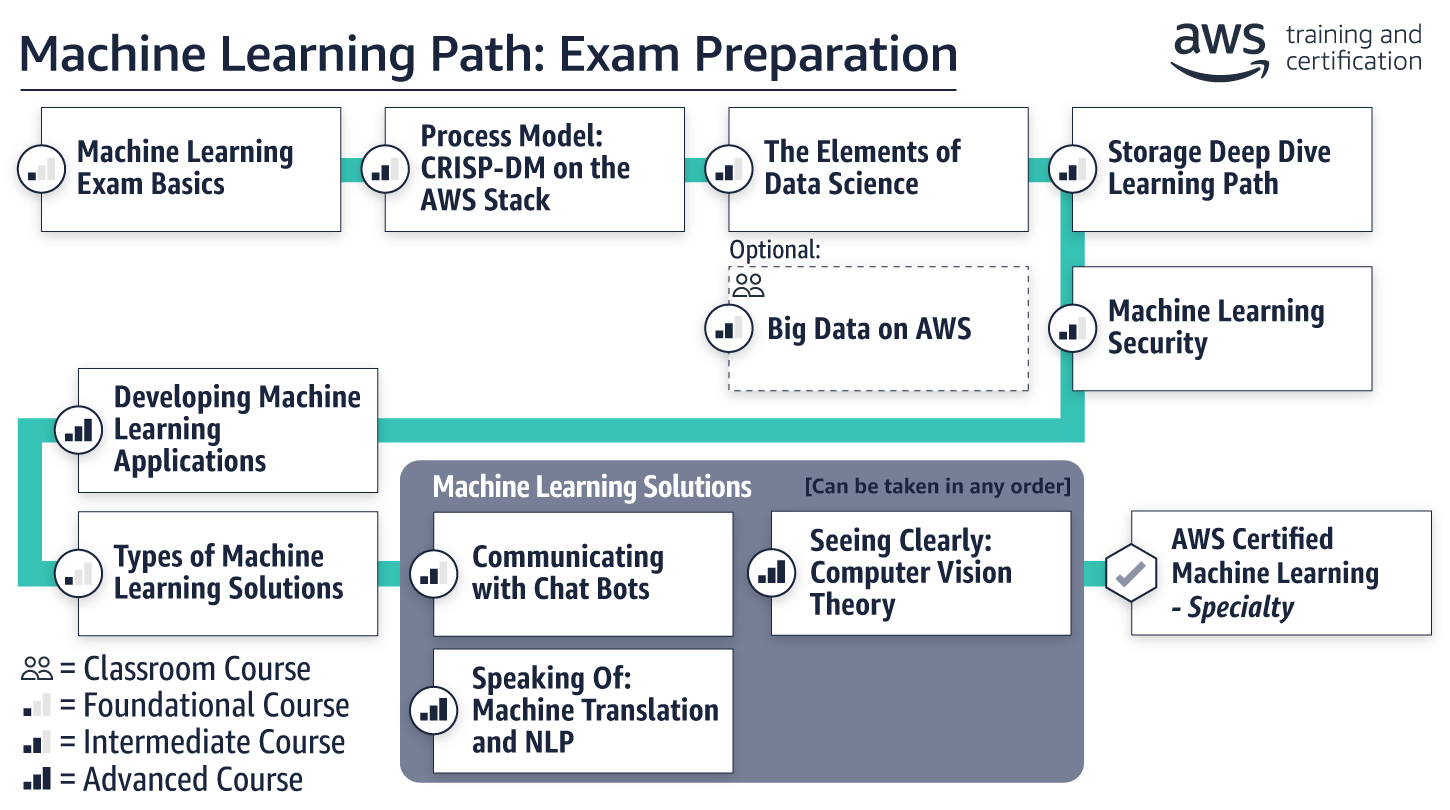 Machine Learning Path: Exam Preparation
aws
training and
certification
Machine Learning
Exam Basics
Process Model:
CRISP-DM on the
AWS Stack
The Elements of
Data Science
Storage Deep Dive
Learning Path
Optional:
Big Data on AWS
Machine Learning
Security
Developing Machine
Learning
Applications
Machine Learning Solutions
[Can be taken in any order]
Types of Machine
Learning Solutions
Communicating
with Chat Bots
Seeing Clearly:
Computer Vision
Theory
AWS Certified
Machine Learning
- Specialty
Speaking Of:
Machine Translation
and NLP
= Classroom Course
= Foundational Course
= Intermediate Course
= Advanced Course